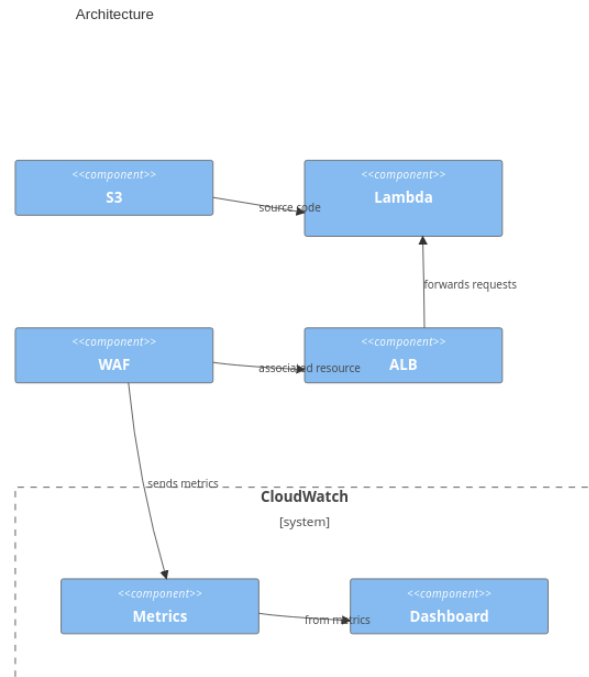 Architecture
<<component>>
S3
<<component>>
Lambda
source code
forwards requests
<<component>>
WAF
<<component>>
ALB
associated resource
sends metrics
CloudWatch
[system]
<<component>>
Metrics
<<component>>
Dashboard
from metrics